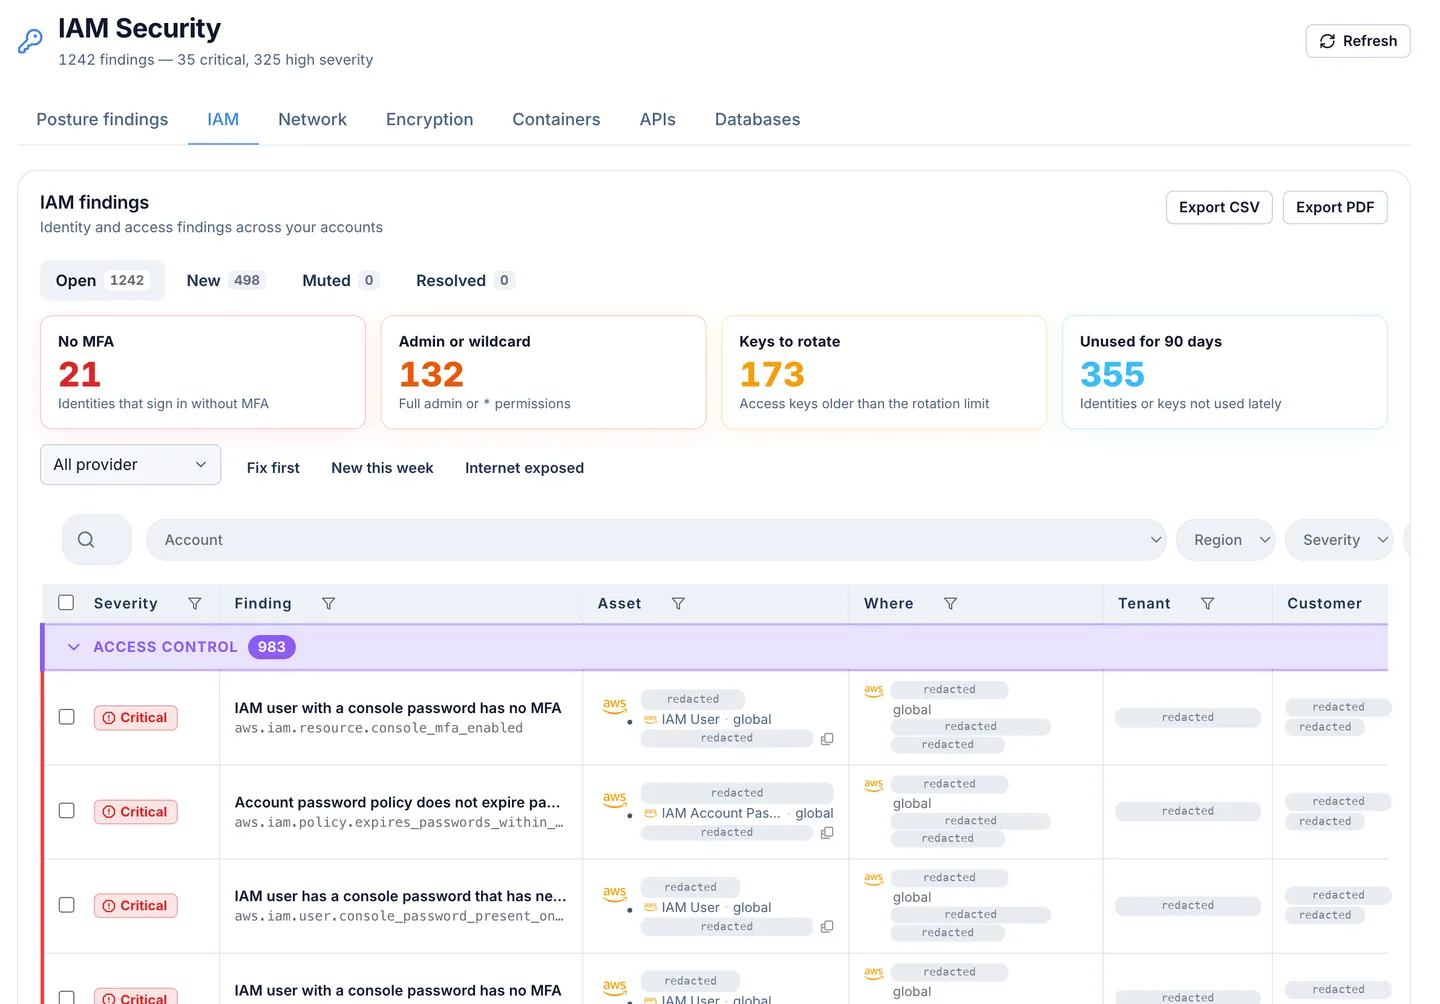 IAM Security
1242 findings — 35 critical, 325 high severity
Refresh
Posture findings IAM Network Encryption Containers APIs Databases
IAM findings
Identity and access findings across your accounts
Export CSV Export PDF
Open 1242 New 498 Muted 0 Resolved 0
No MFA
21
Identities that sign in without MFA
Admin or wildcard
132
Full admin or * permissions
Keys to rotate
173
Access keys older than the rotation limit
Unused for 90 days
355
Identities or keys not used lately
All provider Fix first New this week Internet exposed
Account Region Severity
Severity Finding Asset Where Tenant Customer
ACCESS CONTROL 983
Critical
IAM user with a console password has no MFA
aws.iam.resource.console_mfa_enabled
aws
redacted
aws IAM User · global
redacted
aws redacted
global
redacted
redacted
redacted
redacted
redacted
Critical
Account password policy does not expire pa...
aws.iam.policy.expires_passwords_within_…
aws
redacted
aws IAM Account Pas... · global
redacted
aws redacted
global
redacted
redacted
redacted
redacted
redacted
Critical
IAM user has a console password that has ne...
aws.iam.user.console_password_present_on…
aws
redacted
aws IAM User · global
redacted
aws redacted
global
redacted
redacted
redacted
redacted
redacted
Critical
IAM user with a console password has no MFA
aws
redacted
aws IAM User · global
aws redacted
global
redacted
redacted